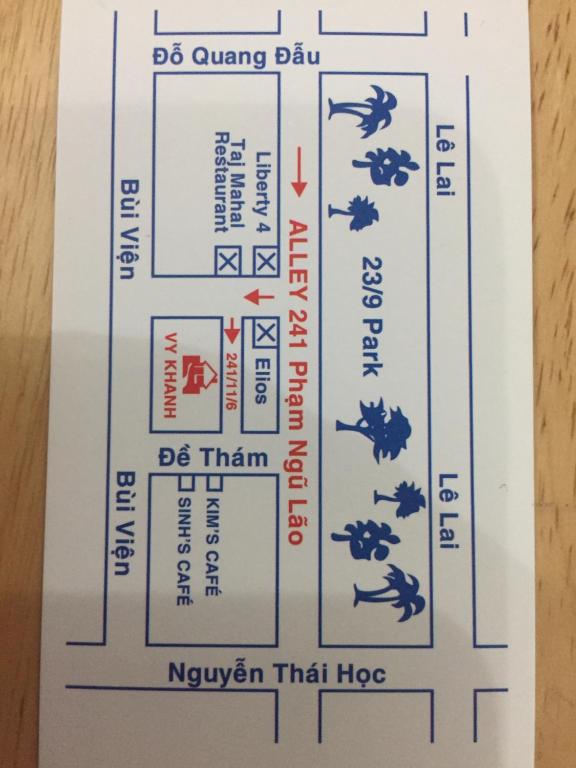 Đỗ Quang Đẩu
Lê Lai
Liberty 4
Taj Mahal
Restaurant
Bùi Viện
ALLEY 241 Phạm Ngũ Lão
23/9 Park
Elios
241/11/6
VY KHANH
Đề Thám
Lê Lai
Bùi Viện
KIM'S CAFÉ
SINH'S CAFÉ
Nguyễn Thái Học